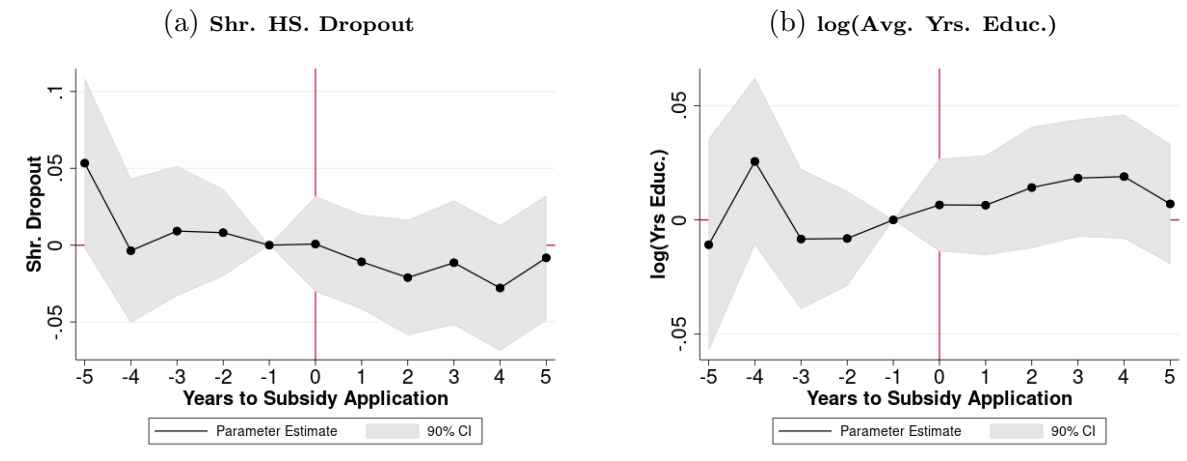 (a) Shr. HS. Dropout
Shr. Dropout
.1
.05
0
-.05
-5 -4 -3 -2 -1 0 1 2 3 4 5
Years to Subsidy Application
Parameter Estimate 90% CI
(b) log(Avg. Yrs. Educ.)
log(Yrs Educ.)
.05
0
-.05
-5 -4 -3 -2 -1 0 1 2 3 4 5
Years to Subsidy Application
Parameter Estimate 90% CI